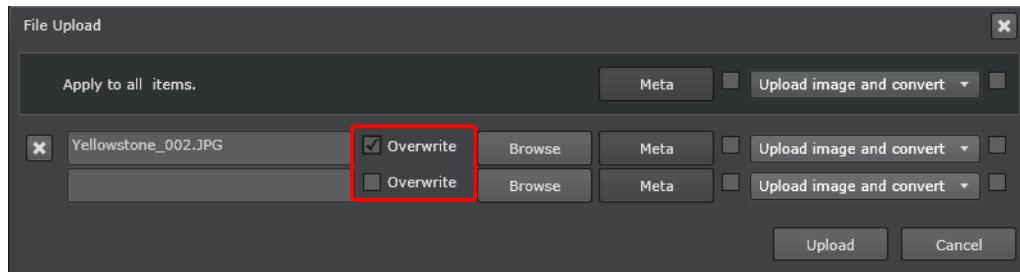 File Upload
Apply to all items. Meta Upload image and convert
Yellowstone_002.JPG Overwrite Browse Meta Upload image and convert
Overwrite Browse Meta Upload image and convert
Upload Cancel